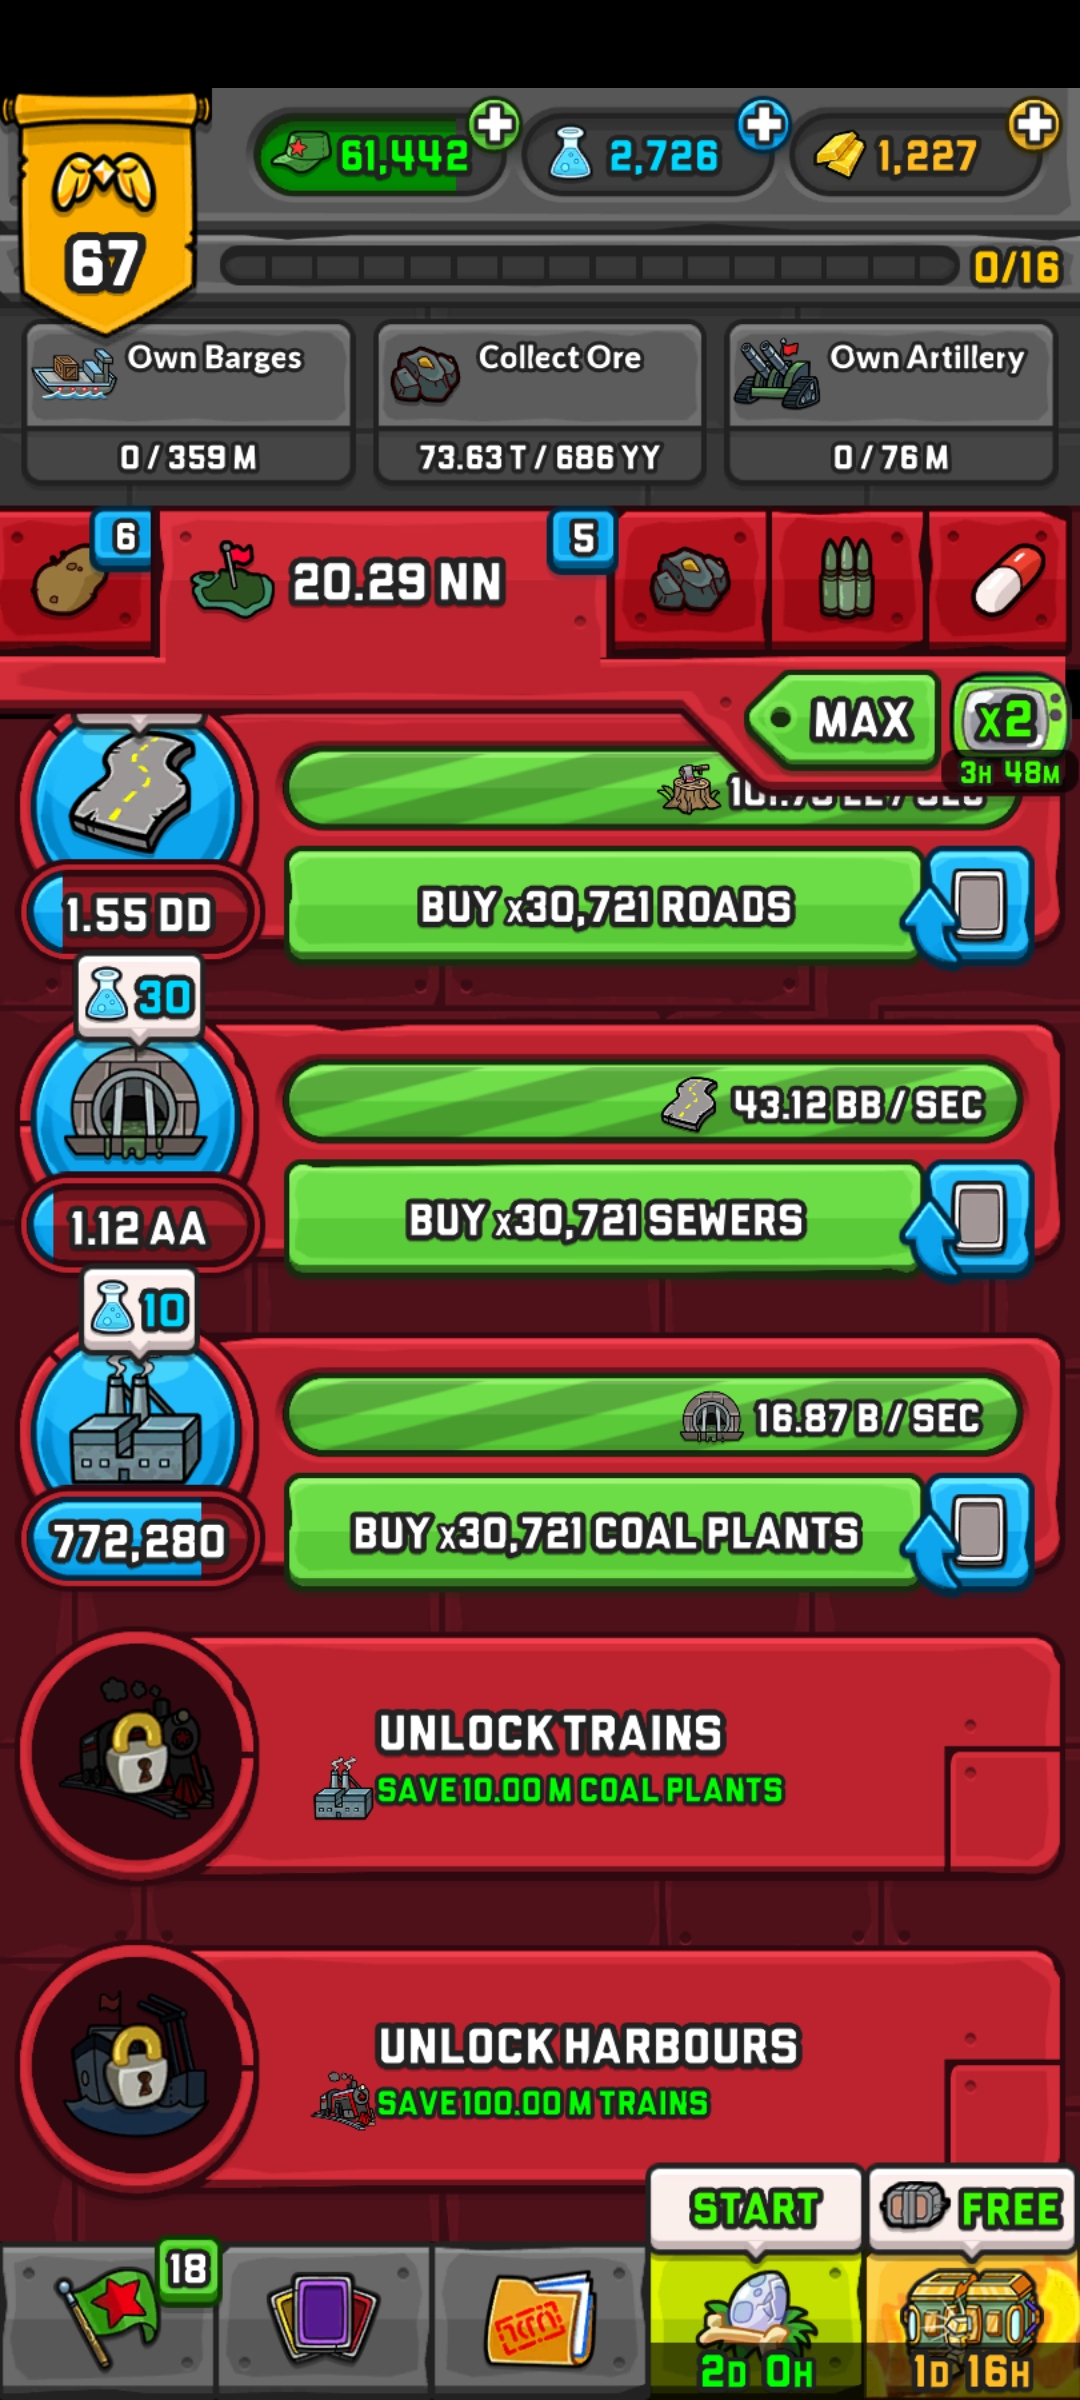 61,442
2,726
1,227
67
0/16
Own Barges
Collect Ore
Own Artillery
0 / 359 M
73.63 T / 686 YY
0 / 76 M
6
20.29 NN
5
MAX
x2
3H 48M
/ SEC
1.55 DD
BUY x30,721 ROADS
30
43.12 BB / SEC
1.12 AA
BUY x30,721 SEWERS
10
16.87 B / SEC
772,280
BUY x30,721 COAL PLANTS
UNLOCK TRAINS
SAVE 10.00 M COAL PLANTS
UNLOCK HARBOURS
SAVE 100.00 M TRAINS
START
FREE
18
2D 0H
1D 16H